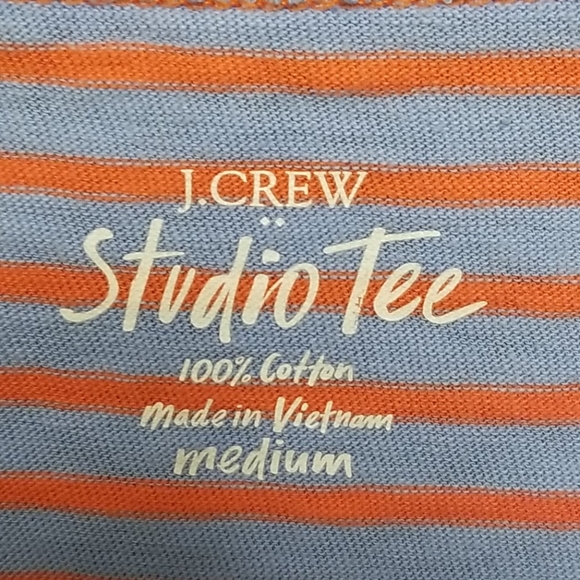 J.CREW
Studio Tee
100% Cotton
made in Vietnam
medium